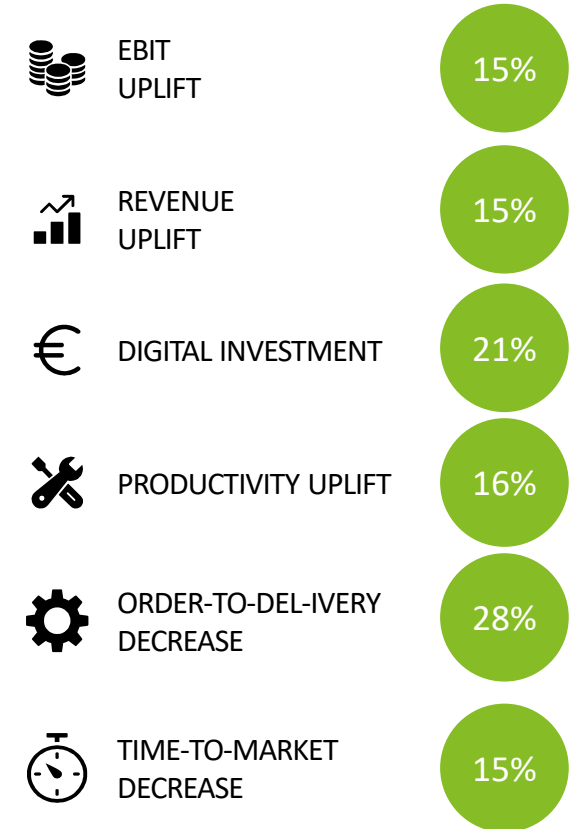 EBIT
UPLIFT
15%
REVENUE
UPLIFT
15%
DIGITAL INVESTMENT
21%
PRODUCTIVITY UPLIFT
16%
ORDER-TO-DEL-IVERY
DECREASE
28%
TIME-TO-MARKET
DECREASE
15%